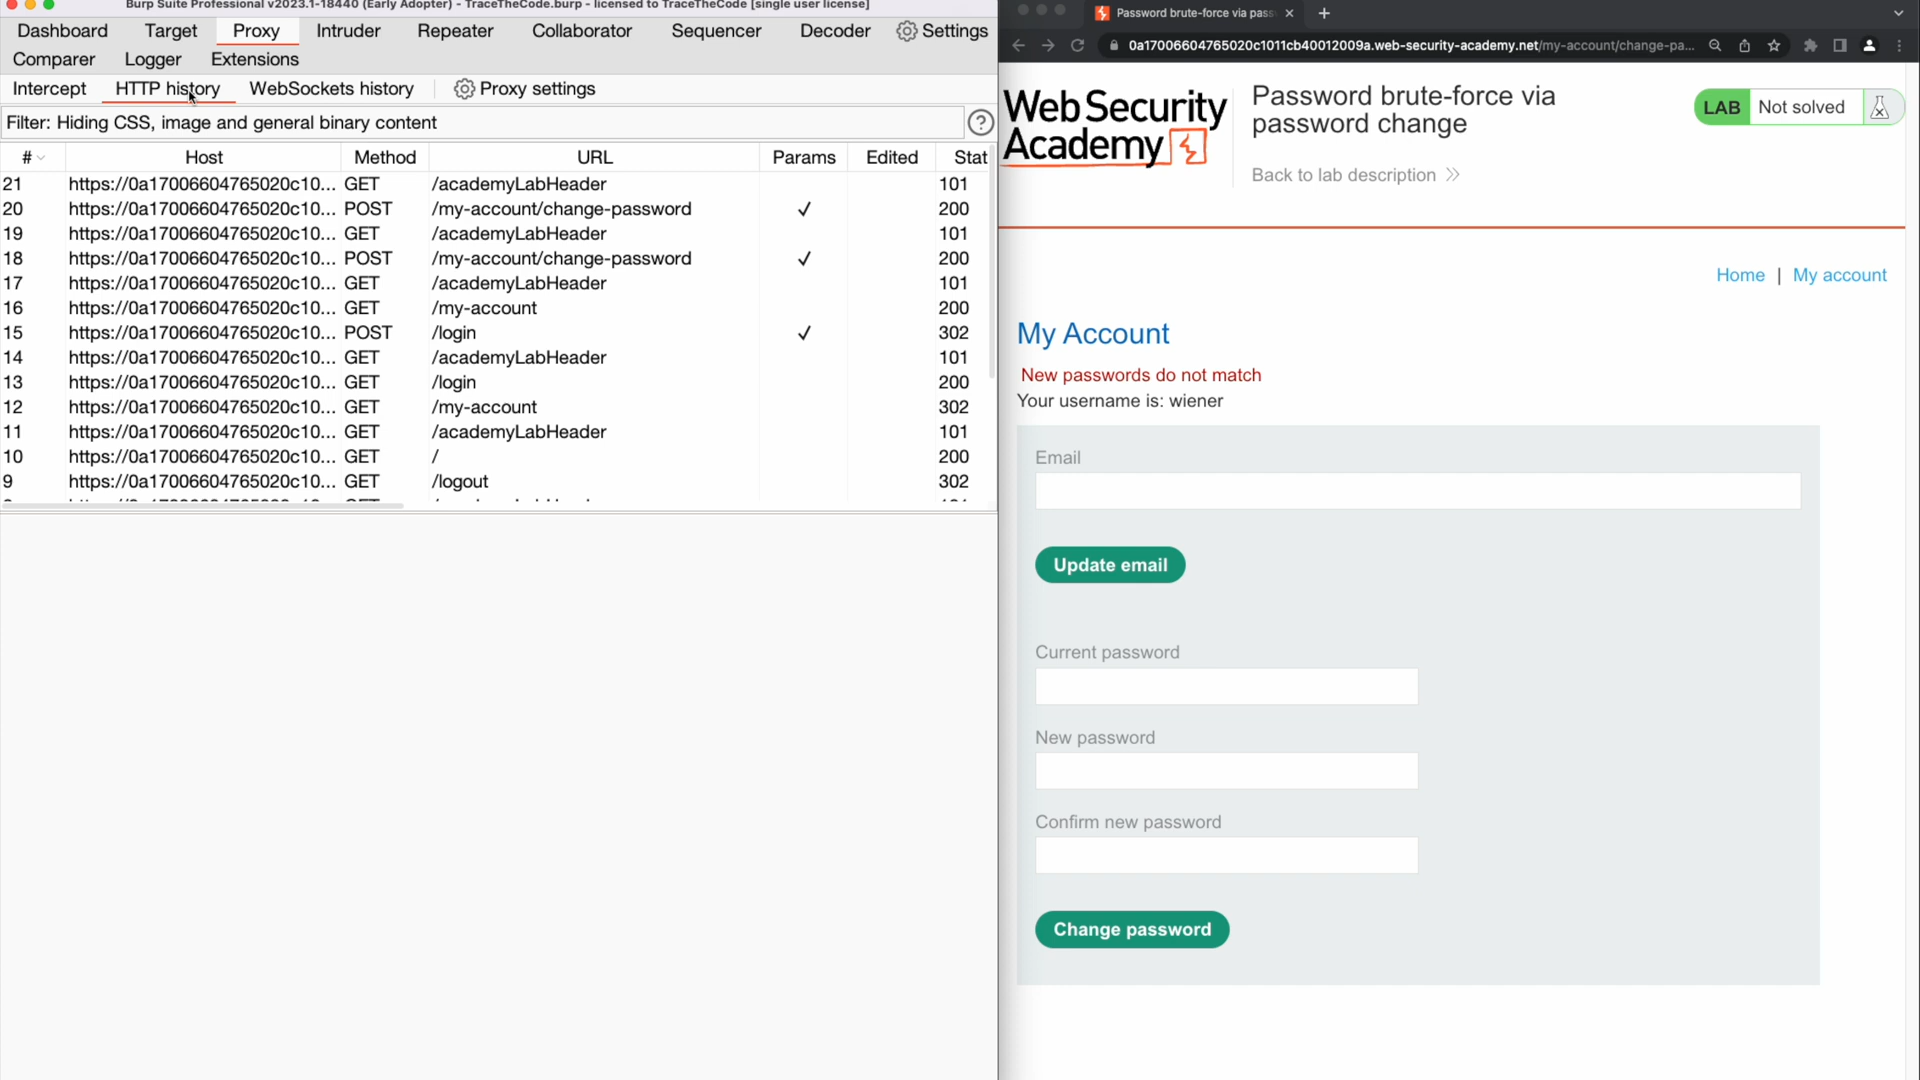 Burp Suite Professional v2023.1-18440 (Early Adopter) - TraceTheCode.burp - licensed to TraceTheCode [single user license]
Dashboard Target Proxy Intruder Repeater Collaborator Sequencer Decoder Settings
Comparer Logger Extensions
Intercept HTTP history WebSockets history Proxy settings
Filter: Hiding CSS, image and general binary content ?
# Host Method URL Params Edited Stat
21 https://0a17006604765020c10... GET /academyLabHeader 101
20 https://0a17006604765020c10... POST /my-account/change-password ✓ 200
19 https://0a17006604765020c10... GET /academyLabHeader 101
18 https://0a17006604765020c10... POST /my-account/change-password ✓ 200
17 https://0a17006604765020c10... GET /academyLabHeader 101
16 https://0a17006604765020c10... GET /my-account 200
15 https://0a17006604765020c10... POST /login ✓ 302
14 https://0a17006604765020c10... GET /academyLabHeader 101
13 https://0a17006604765020c10... GET /login 200
12 https://0a17006604765020c10... GET /my-account 302
11 https://0a17006604765020c10... GET /academyLabHeader 101
10 https://0a17006604765020c10... GET / 200
9 https://0a17006604765020c10... GET /logout 302
Password brute-force via pass
0a17006604765020c1011cb40012009a.web-security-academy.net/my-account/change-pa...
Web Security
Academy
Password brute-force via
password change
Back to lab description
LAB Not solved
Home | My account
My Account
New passwords do not match
Your username is: wiener
Email
Update email
Current password
New password
Confirm new password
Change password